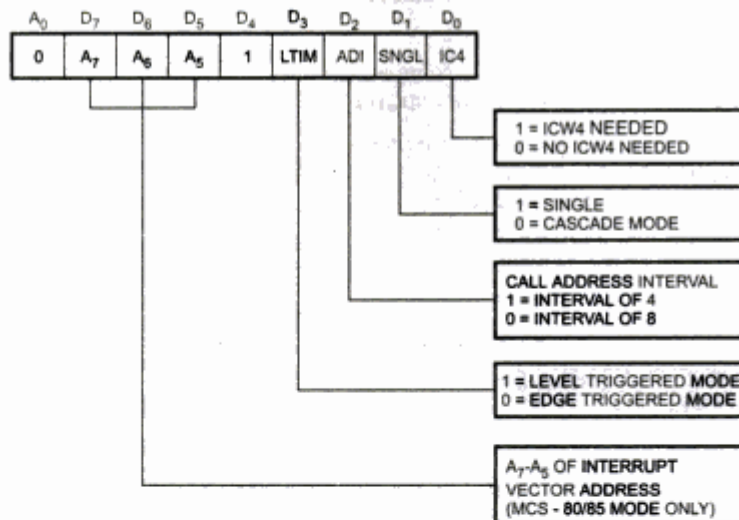 A0 D7 D6 D5 D4 D3 D2 D1 D0
0 A7 A6 A5 1 LTIM ADI SNGL IC4
1 = ICW4 NEEDED
0 = NO ICW4 NEEDED
1 = SINGLE
0 = CASCADE MODE
CALL ADDRESS INTERVAL
1 = INTERVAL OF 4
0 = INTERVAL OF 8
1 = LEVEL TRIGGERED MODE
0 = EDGE TRIGGERED MODE
A7-A5 OF INTERRUPT
VECTOR ADDRESS
(MCS - 80/85 MODE ONLY)